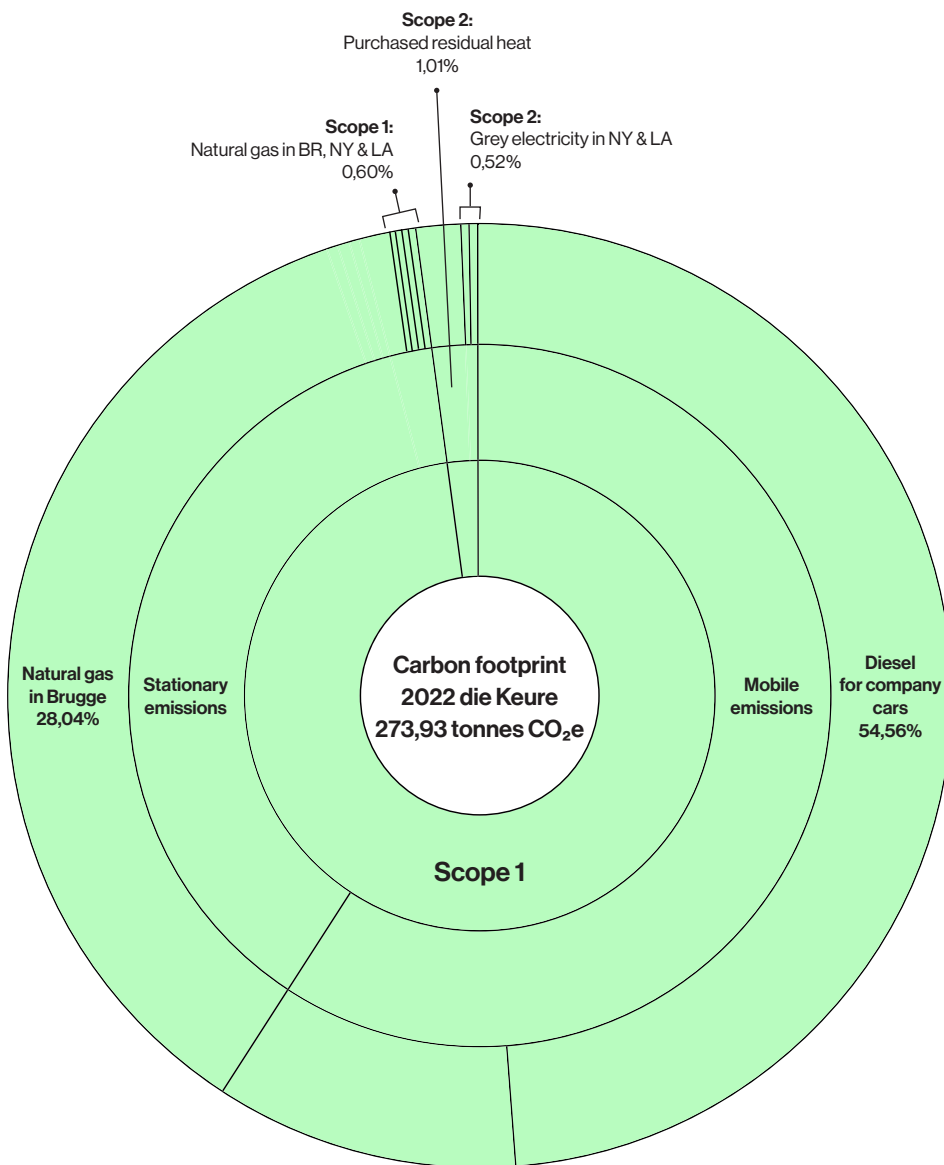 Scope 2:
Purchased residual heat
1,01%
Scope 1:
Natural gas in BR, NY & LA
0,60%
Scope 2:
Grey electricity in NY & LA
0,52%
Natural gas
in Brugge
28,04%
Stationary
emissions
Carbon footprint
2022 die Keure
273,93 tonnes CO₂e
Mobile
emissions
Diesel
for company
cars
54,56%
Scope 1